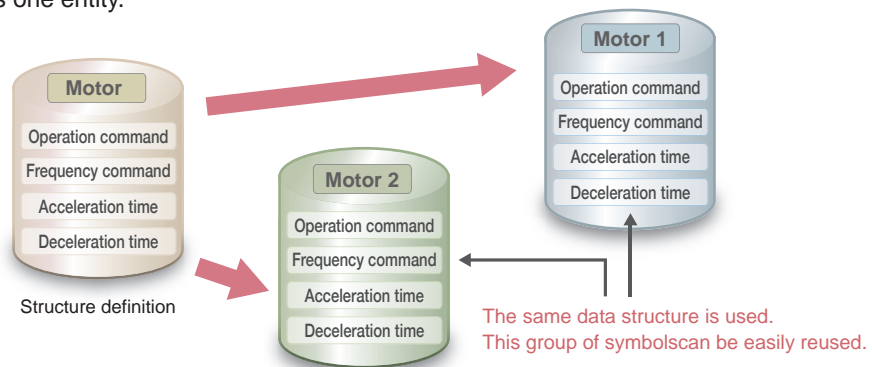 s one entity.
Motor
Operation command
Frequency command
Acceleration time
Deceleration time
Structure definition
Motor 1
Operation command
Frequency command
Acceleration time
Deceleration time
Motor 2
Operation command
Frequency command
Acceleration time
Deceleration time
The same data structure is used.
This group of symbolscan be easily reused.